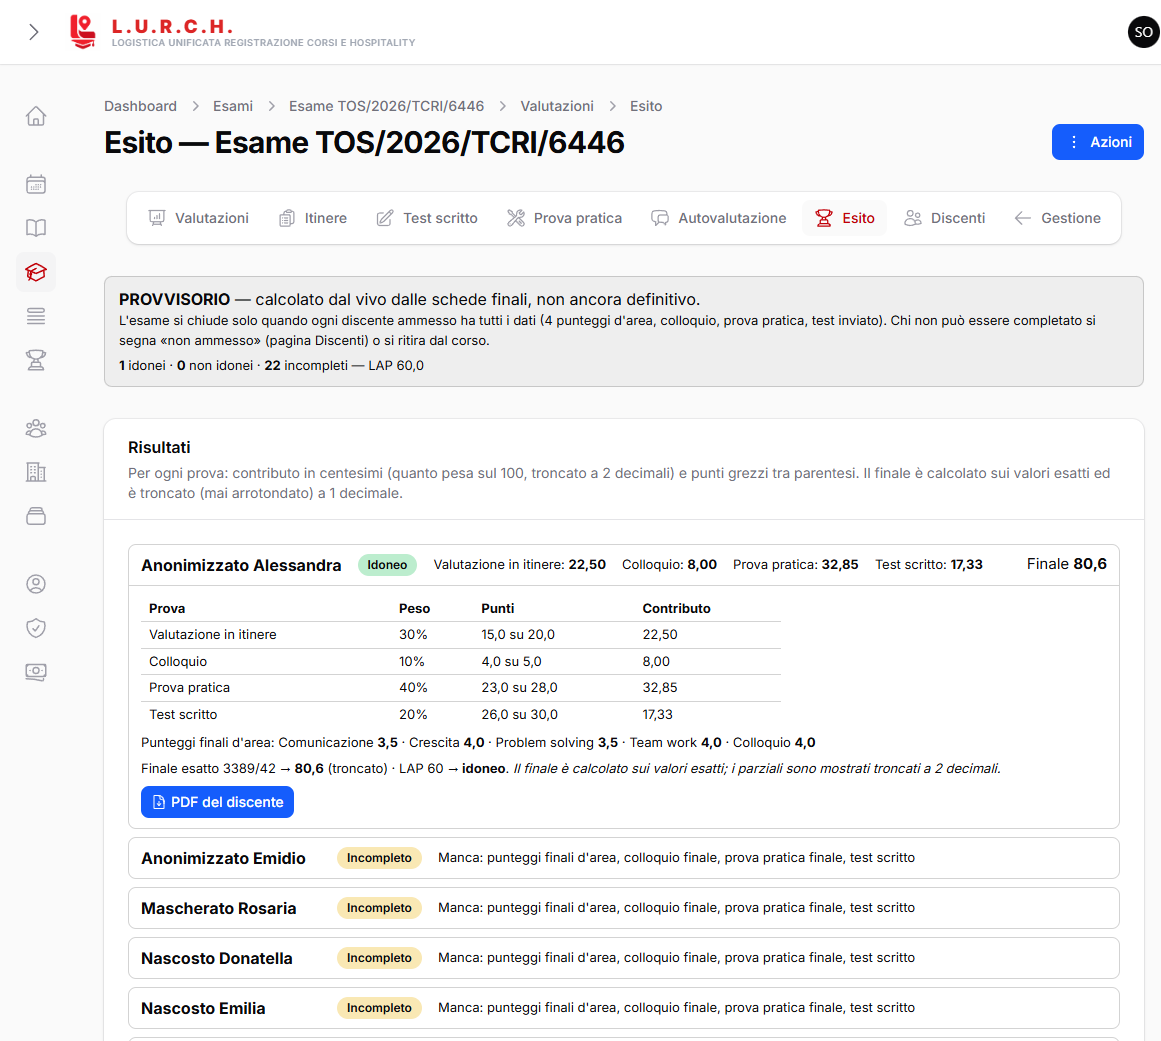 L.U.R.C.H.
LOGISTICA UNIFICATA REGISTRAZIONE CORSI E HOSPITALITY
SO
Dashboard > Esami > Esame TOS/2026/TCRI/6446 > Valutazioni > Esito
Esito — Esame TOS/2026/TCRI/6446
Azioni
Valutazioni Itinere Test scritto Prova pratica Autovalutazione Esito Discenti Gestione
PROVVISORIO — calcolato dal vivo dalle schede finali, non ancora definitivo.
L'esame si chiude solo quando ogni discente ammesso ha tutti i dati (4 punteggi d'area, colloquio, prova pratica, test inviato). Chi non può essere completato si
segna «non ammesso» (pagina Discenti) o si ritira dal corso.
1 idonei · 0 non idonei · 22 incompleti — LAP 60,0
Risultati
Per ogni prova: contributo in centesimi (quanto pesa sul 100, troncato a 2 decimali) e punti grezzi tra parentesi. Il finale è calcolato sui valori esatti ed
è troncato (mai arrotondato) a 1 decimale.
Anonimizzato Alessandra Idoneo Valutazione in itinere: 22,50 Colloquio: 8,00 Prova pratica: 32,85 Test scritto: 17,33 Finale 80,6
Prova Peso Punti Contributo
Valutazione in itinere 30% 15,0 su 20,0 22,50
Colloquio 10% 4,0 su 5,0 8,00
Prova pratica 40% 23,0 su 28,0 32,85
Test scritto 20% 26,0 su 30,0 17,33
Punteggi finali d'area: Comunicazione 3,5 · Crescita 4,0 · Problem solving 3,5 · Team work 4,0 · Colloquio 4,0
Finale esatto 3389/42 → 80,6 (troncato) · LAP 60 → idoneo. Il finale è calcolato sui valori esatti; i parziali sono mostrati troncati a 2 decimali.
PDF del discente
Anonimizzato Emidio Incompleto Manca: punteggi finali d'area, colloquio finale, prova pratica finale, test scritto
Mascherato Rosaria Incompleto Manca: punteggi finali d'area, colloquio finale, prova pratica finale, test scritto
Nascosto Donatella Incompleto Manca: punteggi finali d'area, colloquio finale, prova pratica finale, test scritto
Nascosto Emilia Incompleto Manca: punteggi finali d'area, colloquio finale, prova pratica finale, test scritto